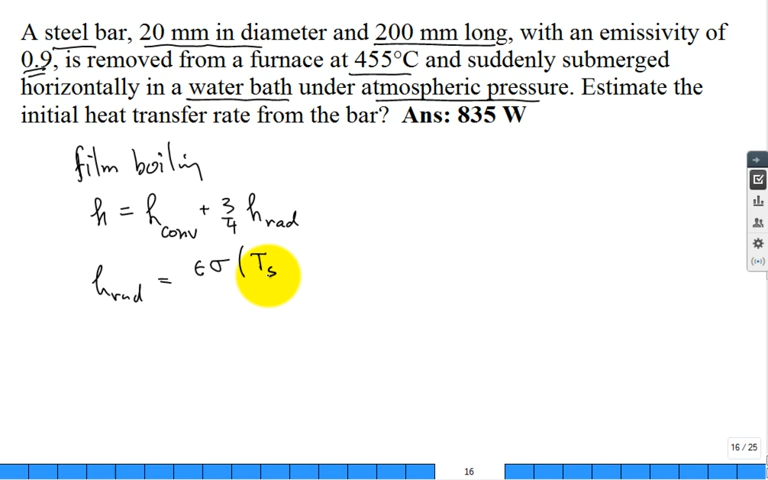 A steel bar, 20 mm in diameter and 200 mm long, with an emissivity of
0.9, is removed from a furnace at 455°C and suddenly submerged
horizontally in a water bath under atmospheric pressure. Estimate the
initial heat transfer rate from the bar? Ans: 835 W
film boiling
h = h_conv + 3/4 h_rad
h_rad = εσ(T_s
16 / 25
16